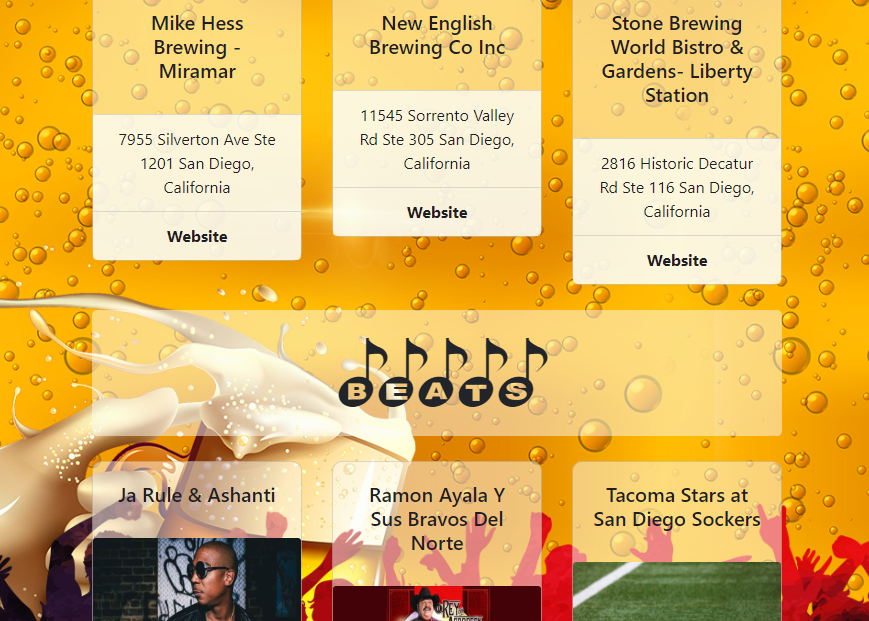 Mike Hess
Brewing -
Miramar
7955 Silverton Ave Ste
1201 San Diego,
California
Website
New English
Brewing Co Inc
11545 Sorrento Valley
Rd Ste 305 San Diego,
California
Website
Stone Brewing
World Bistro &
Gardens- Liberty
Station
2816 Historic Decatur
Rd Ste 116 San Diego,
California
Website
BEATS
Ja Rule & Ashanti
Ramon Ayala Y
Sus Bravos Del
Norte
REY
Tacoma Stars at
San Diego Sockers